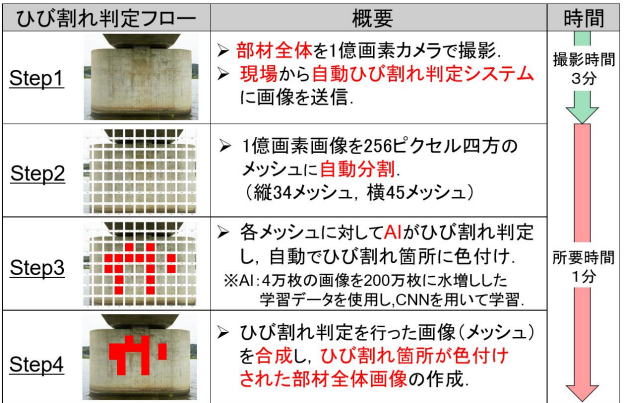 ひび割れ判定フロー
概要
時間
Step1
➢ 部材全体を1億画素カメラで撮影.
➢ 現場から自動ひび割れ判定システム
に画像を送信.
撮影時間
3分
Step2
➢ 1億画素画像を256ピクセル四方の
メッシュに自動分割.
(縦34メッシュ, 横45メッシュ)
Step3
➢ 各メッシュに対してAIがひび割れ判定
し, 自動でひび割れ箇所に色付け.
※AI:4万枚の画像を200万枚に水増しした
学習データを使用し,CNNを用いて学習.
所要時間
1分
Step4
➢ ひび割れ判定を行った画像(メッシュ)
を合成し, ひび割れ箇所が色付け
された部材全体画像の作成.